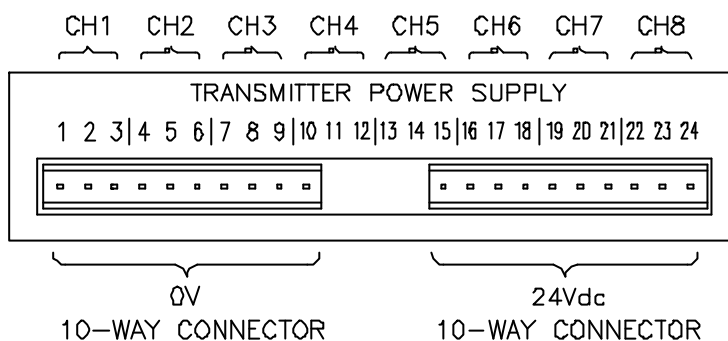 CH1 CH2 CH3 CH4 CH5 CH6 CH7 CH8
TRANSMITTER POWER SUPPLY
1 2 3|4 5 6|7 8 9|10 11 12|13 14 15|16 17 18|19 20 21|22 23 24
0V 24Vdc
10-WAY CONNECTOR 10-WAY CONNECTOR